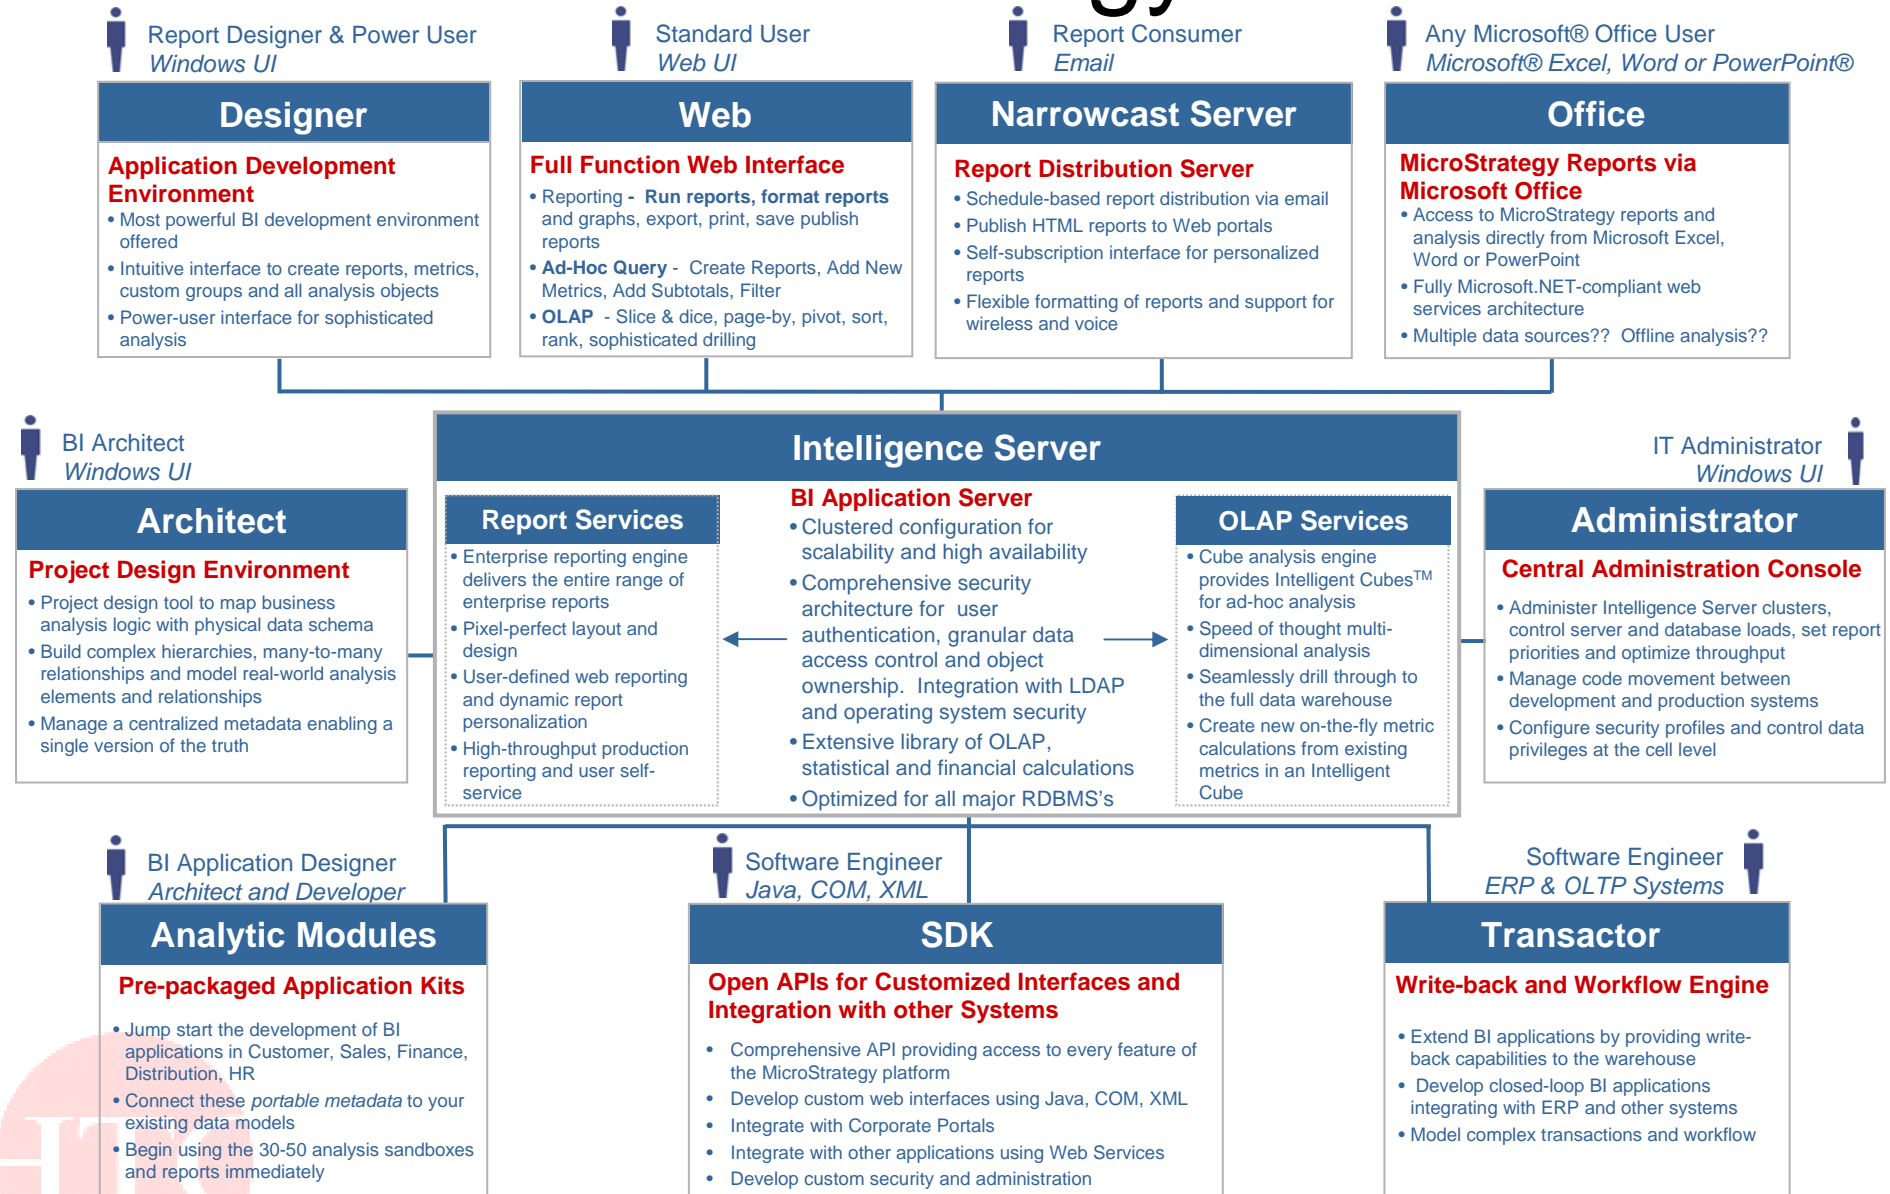 gy
Report Designer & Power User
Windows UI
Standard User
Web UI
Report Consumer
Email
Any Microsoft® Office User
Microsoft® Excel, Word or PowerPoint®
Designer
Application Development
Environment
• Most powerful BI development environment
offered
• Intuitive interface to create reports, metrics,
custom groups and all analysis objects
• Power-user interface for sophisticated
analysis
Web
Full Function Web Interface
• Reporting - Run reports, format reports
and graphs, export, print, save publish
reports
• Ad-Hoc Query - Create Reports, Add New
Metrics, Add Subtotals, Filter
• OLAP - Slice & dice, page-by, pivot, sort,
rank, sophisticated drilling
Narrowcast Server
Report Distribution Server
• Schedule-based report distribution via email
• Publish HTML reports to Web portals
• Self-subscription interface for personalized
reports
• Flexible formatting of reports and support for
wireless and voice
Office
MicroStrategy Reports via
Microsoft Office
• Access to MicroStrategy reports and
analysis directly from Microsoft Excel,
Word or PowerPoint
• Fully Microsoft.NET-compliant web
services architecture
• Multiple data sources?? Offline analysis??
BI Architect
Windows UI
Architect
Project Design Environment
• Project design tool to map business
analysis logic with physical data schema
• Build complex hierarchies, many-to-many
relationships and model real-world analysis
elements and relationships
• Manage a centralized metadata enabling a
single version of the truth
Intelligence Server
Report Services
• Enterprise reporting engine
delivers the entire range of
enterprise reports
• Pixel-perfect layout and
design
• User-defined web reporting
and dynamic report
personalization
• High-throughput production
reporting and user self-
service
BI Application Server
• Clustered configuration for
scalability and high availability
• Comprehensive security
architecture for user
authentication, granular data
access control and object
ownership. Integration with LDAP
and operating system security
• Extensive library of OLAP,
statistical and financial calculations
• Optimized for all major RDBMS's
OLAP Services
• Cube analysis engine
provides Intelligent Cubes™
for ad-hoc analysis
• Speed of thought multi-
dimensional analysis
• Seamlessly drill through to
the full data warehouse
• Create new on-the-fly metric
calculations from existing
metrics in an Intelligent
Cube
IT Administrator
Windows UI
Administrator
Central Administration Console
• Administer Intelligence Server clusters,
control server and database loads, set report
priorities and optimize throughput
• Manage code movement between
development and production systems
• Configure security profiles and control data
privileges at the cell level
BI Application Designer
Architect and Developer
Analytic Modules
Pre-packaged Application Kits
• Jump start the development of BI
applications in Customer, Sales, Finance,
Distribution, HR
• Connect these portable metadata to your
existing data models
• Begin using the 30-50 analysis sandboxes
and reports immediately
Software Engineer
Java, COM, XML
SDK
Open APIs for Customized Interfaces and
Integration with other Systems
• Comprehensive API providing access to every feature of
the MicroStrategy platform
• Develop custom web interfaces using Java, COM, XML
• Integrate with Corporate Portals
• Integrate with other applications using Web Services
• Develop custom security and administration
Software Engineer
ERP & OLTP Systems
Transactor
Write-back and Workflow Engine
• Extend BI applications by providing write-
back capabilities to the warehouse
• Develop closed-loop BI applications
integrating with ERP and other systems
• Model complex transactions and workflow